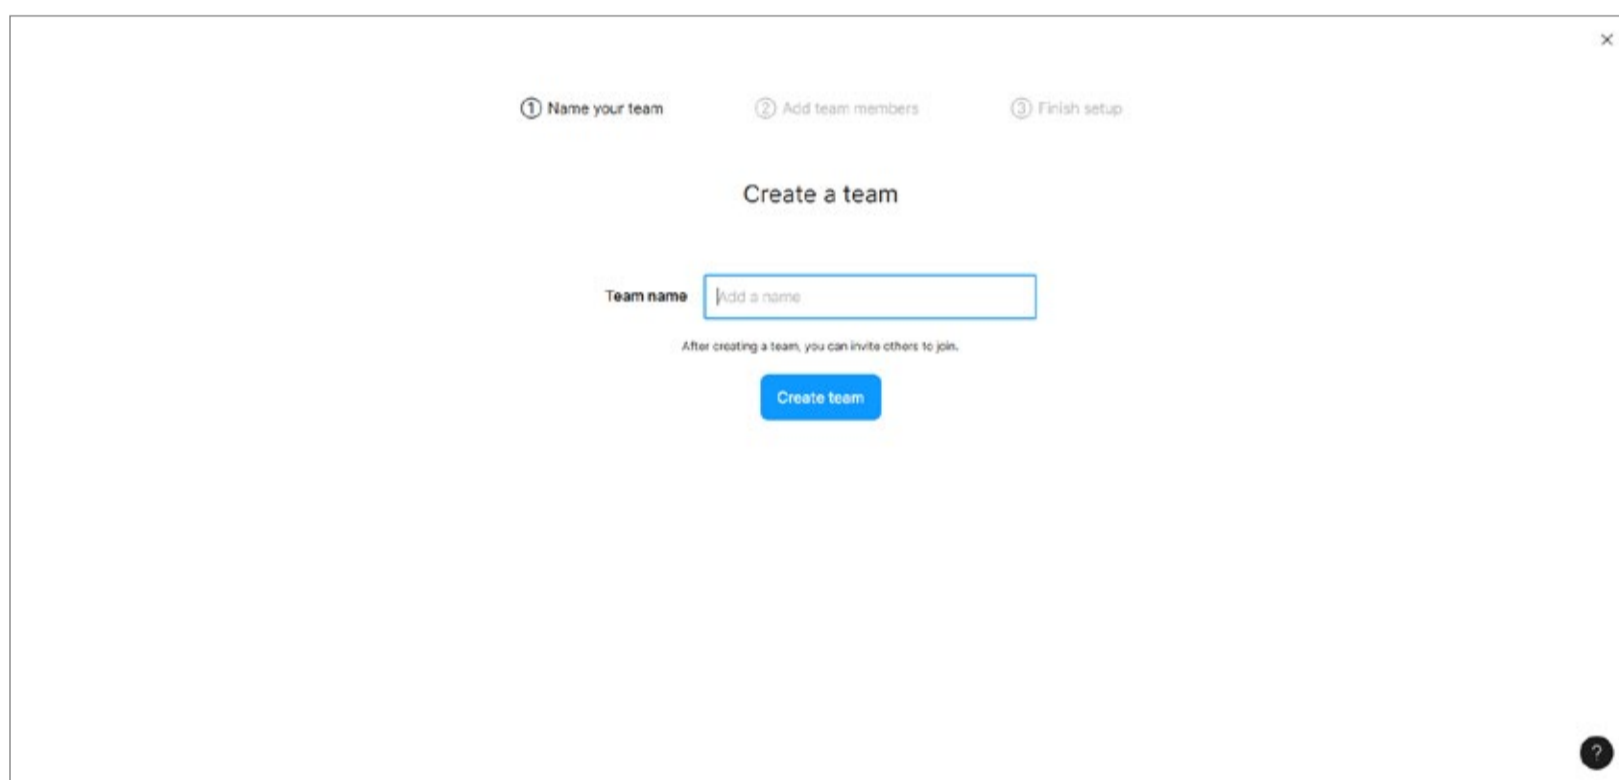 ① Name your team ② Add team members ③ Finish setup
Create a team
Team name Add a name
After creating a team, you can invite others to join.
Create team
?